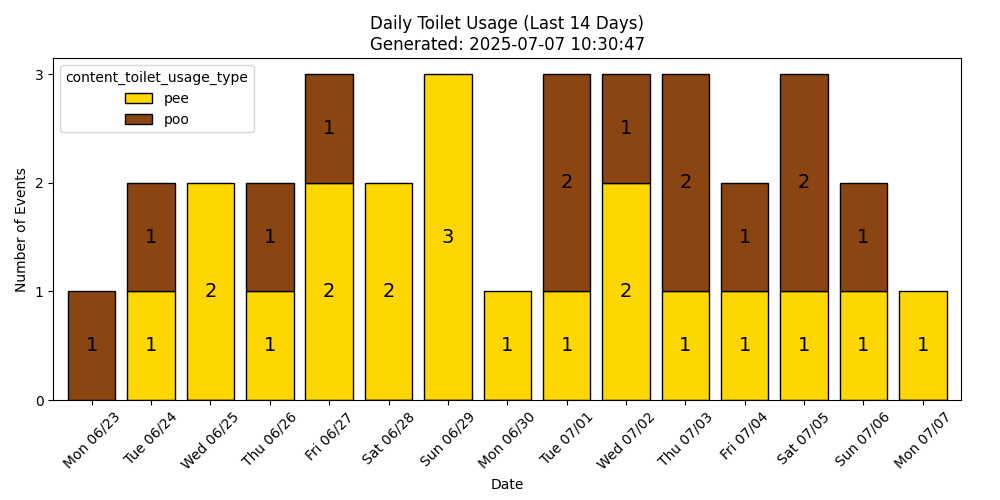 Daily Toilet Usage (Last 14 Days)
Generated: 2025-07-07 10:30:47
content_toilet_usage_type
pee
poo
Number of Events
3
2
1
0
1
1
1
2
1
1
1
2
2
3
1
2
1
1
2
2
1
1
1
2
1
1
1
1
Mon 06/23
Tue 06/24
Wed 06/25
Thu 06/26
Fri 06/27
Sat 06/28
Sun 06/29
Mon 06/30
Tue 07/01
Wed 07/02
Thu 07/03
Fri 07/04
Sat 07/05
Sun 07/06
Mon 07/07
Date